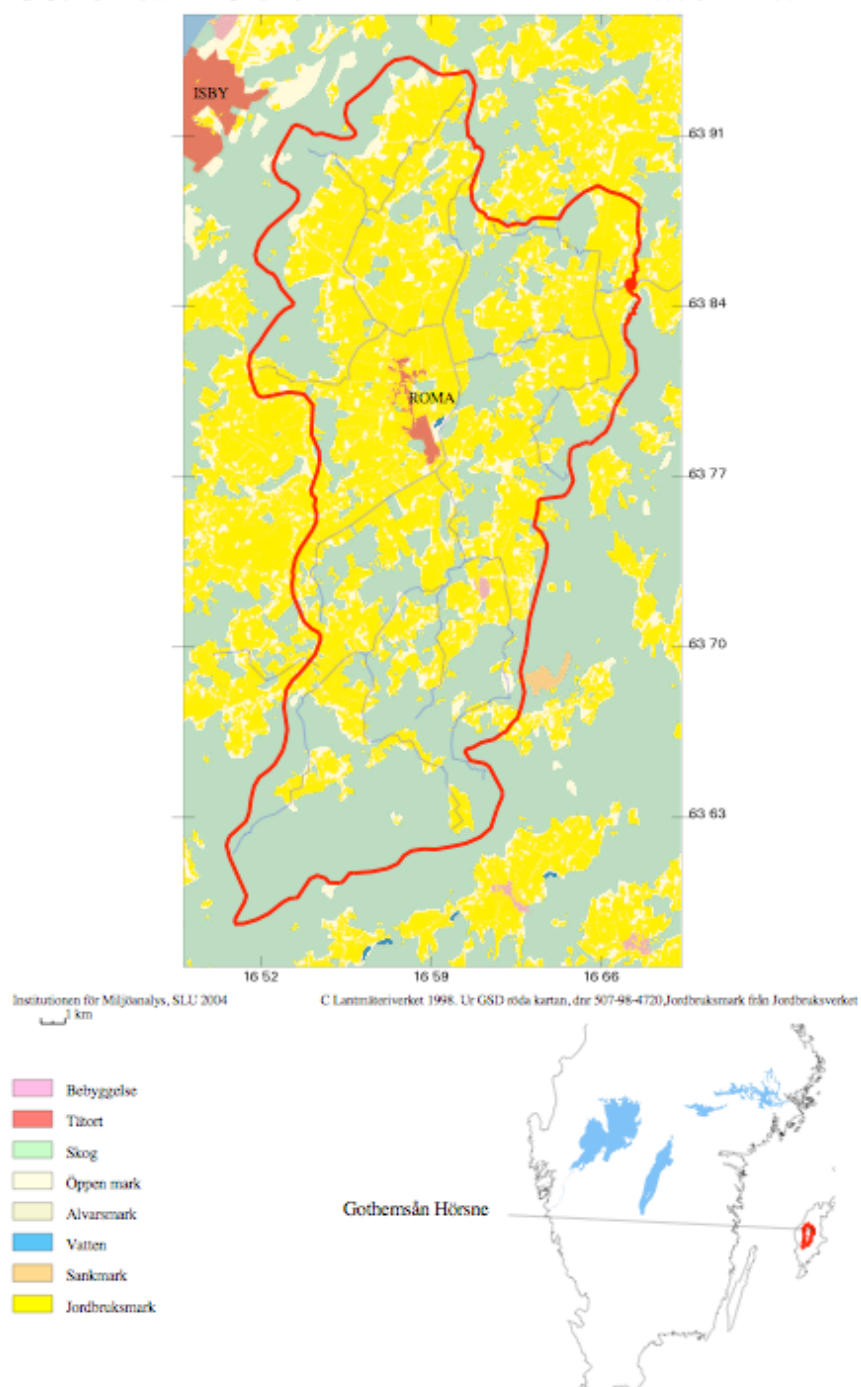 ISBY
63 91
63 84
ROMA
63 77
63 70
63 63
16 52 16 59 16 66
Institutionen för Miljöanalys, SLU 2004 C Lantmäteriverket 1998. Ur GSD röda kartan, dnr 507-98-4720,Jordbruksmark från Jordbruksverket
1 km
Bebyggelse
Tätort
Skog
Öppen mark
Alvarsmark
Vatten
Sankmark
Jordbruksmark
Gothemsån Hörsne